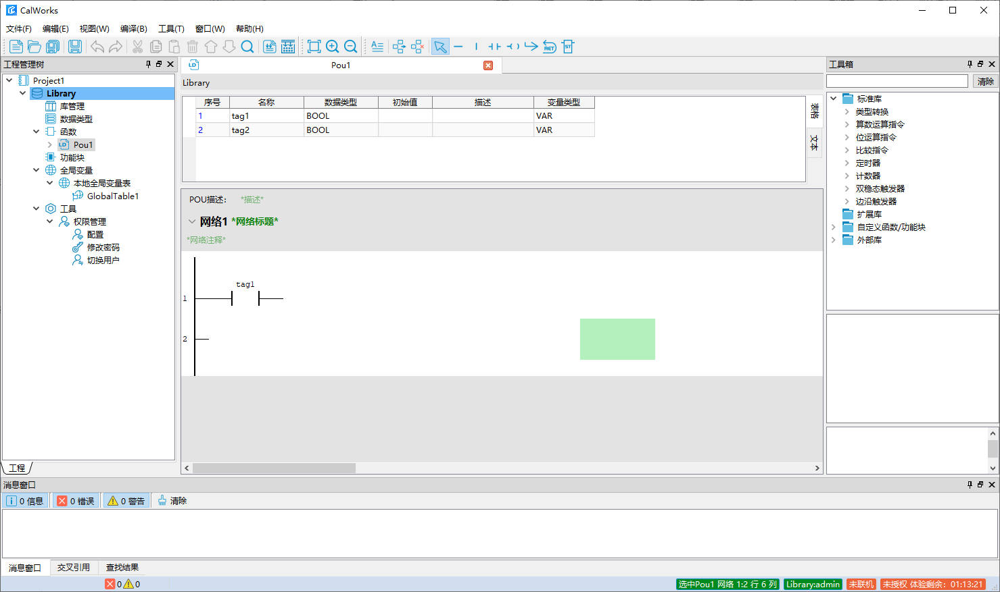 CalWorks
文件(F) 编辑(E) 视图(W) 编译(B) 工具(T) 窗口(W) 帮助(H)
RET
ST
工程管理树
Project1
Library
库管理
数据类型
函数
LD Pou1
功能块
全局变量
本地全局变量表
GlobalTable1
工具
权限管理
配置
修改密码
切换用户
工程
LD Pou1
Library
序号 名称 数据类型 初始值 描述 变量类型
1 tag1 BOOL VAR
2 tag2 BOOL VAR
表格
文本
POU描述: *描述*
网络1 *网络标题*
*网络注释*
tag1
1
2
工具箱
清除
标准库
类型转换
算数运算指令
位运算指令
比较指令
定时器
计数器
双稳态触发器
边沿触发器
扩展库
自定义函数/功能块
外部库
消息窗口
0 信息 0 错误 0 警告 清除
消息窗口 交叉引用 查找结果
0 0 选中Pou1 网络 1:2 行 6 列 Library:admin 未联机 未授权 体验剩余: 01:13:21